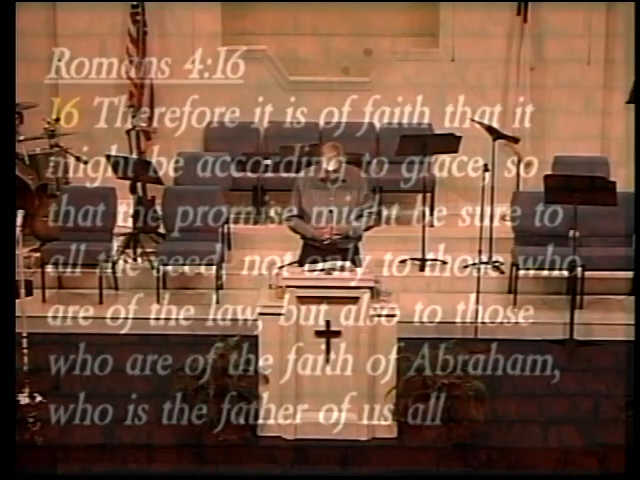 Romans 4:16
16 Therefore it is of faith that it
might be according to grace, so
that the promise might be sure to
all the seed, not only to those who
are of the law, but also to those
who are of the faith of Abraham,
who is the father of us all